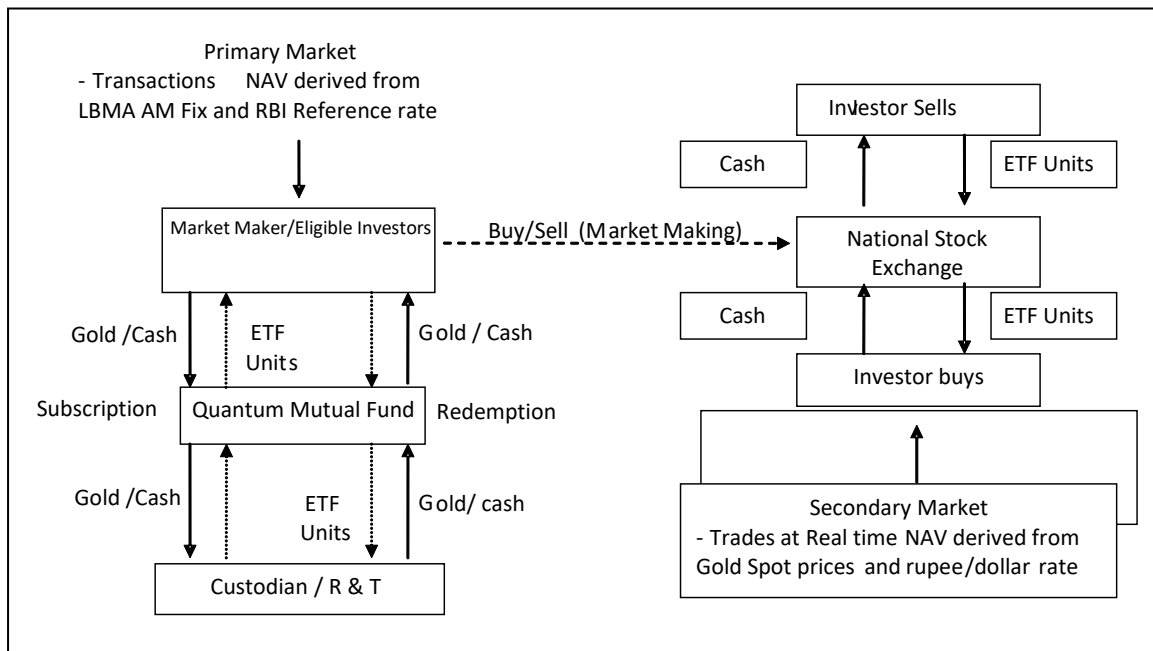 Primary Market
- Transactions NAV derived from
LBMA AM Fix and RBI Reference rate
Market Maker/Eligible Investors
Buy/Sell (Market Making)
Gold /Cash
ETF
Units
Gold / Cash
Subscription
Quantum Mutual Fund
Redemption
Gold /Cash
ETF
Units
Gold/ cash
Custodian / R & T
Investor Sells
Cash
ETF Units
National Stock
Exchange
Cash
ETF Units
Investor buys
Secondary Market
- Trades at Real time NAV derived from
Gold Spot prices and rupee/dollar rate